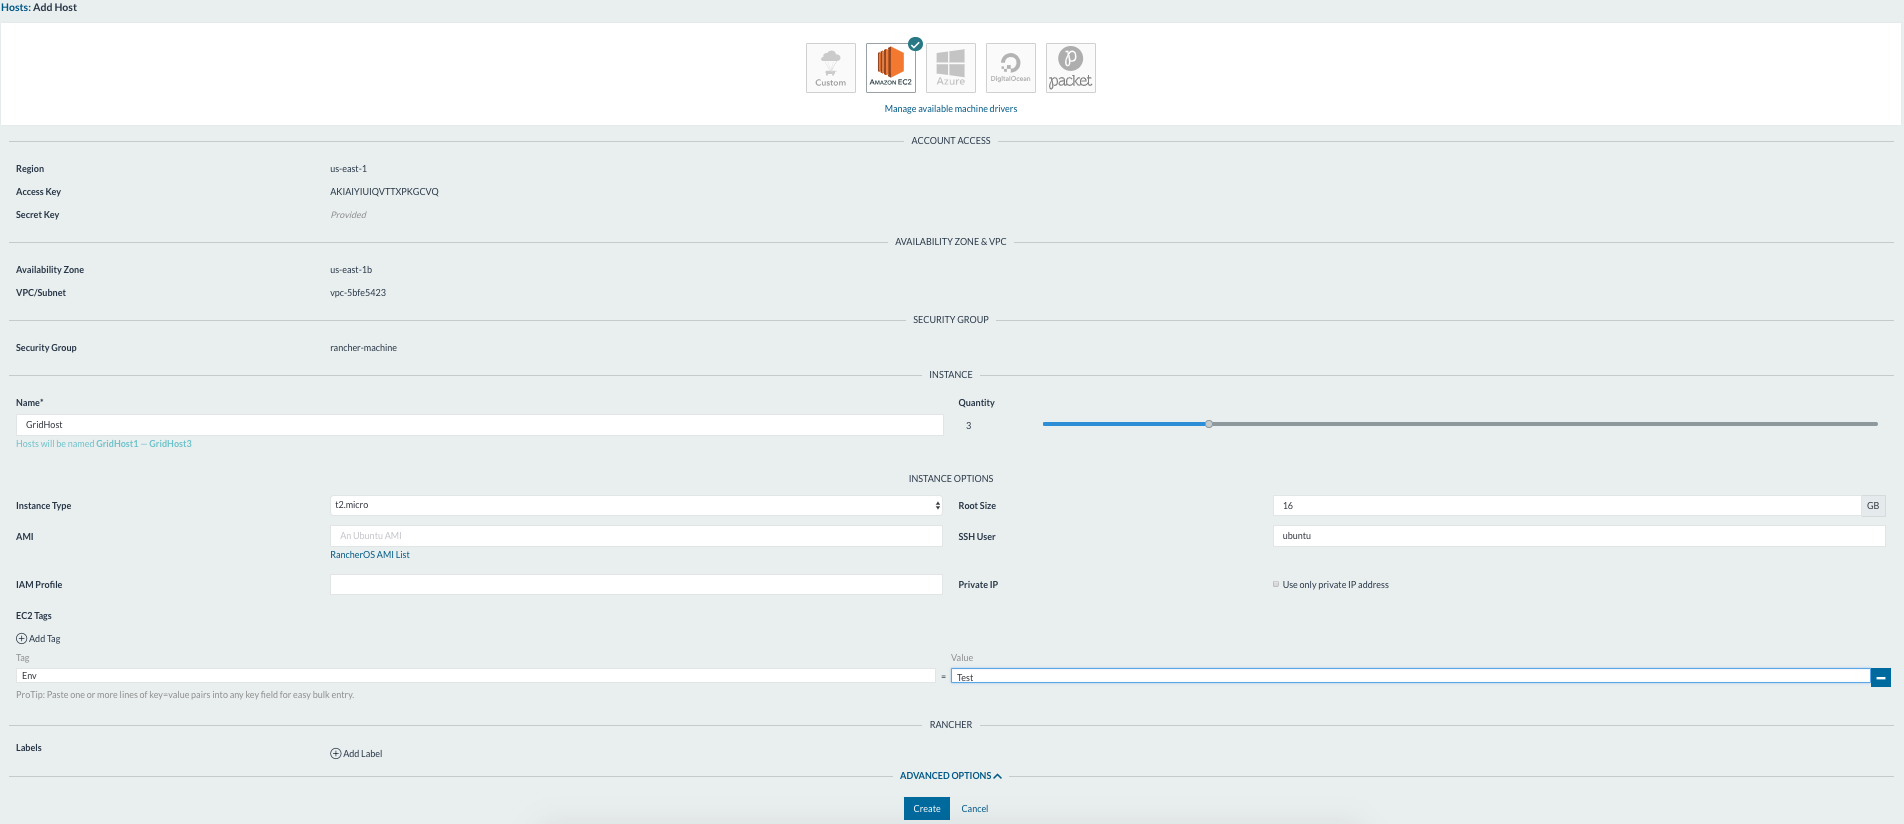 Hosts: Add Host
Custom
AMAZON EC2
Azure
DigitalOcean
packet
Manage available machine drivers
ACCOUNT ACCESS
Region us-east-1
Access Key AKIAIYIUIQVTTXPKGCVQ
Secret Key Provided
AVAILABILITY ZONE & VPC
Availability Zone us-east-1b
VPC/Subnet vpc-5bfe5423
SECURITY GROUP
Security Group rancher-machine
INSTANCE
Name* Quantity
GridHost 3
Hosts will be named GridHost1 — GridHost3
INSTANCE OPTIONS
Instance Type t2.micro Root Size 16 GB
AMI An Ubuntu AMI SSH User ubuntu
RancherOS AMI List
IAM Profile Private IP Use only private IP address
EC2 Tags
Add Tag
Tag Value
Env = Test
ProTip: Paste one or more lines of key=value pairs into any key field for easy bulk entry.
RANCHER
Labels Add Label
ADVANCED OPTIONS
Create Cancel